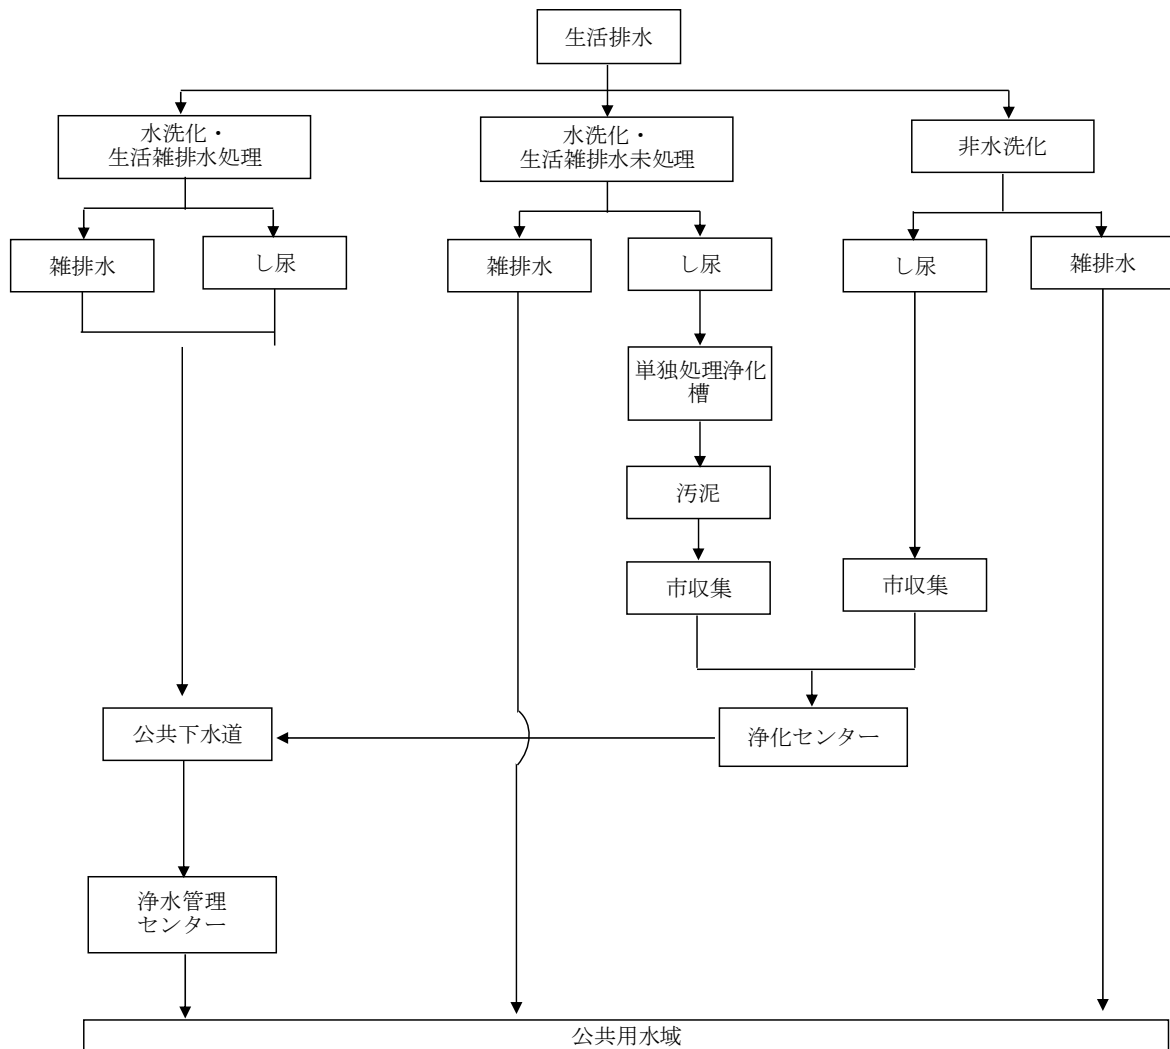 生活排水
水洗化・
生活雑排水処理
水洗化・
生活雑排水未処理
非水洗化
雑排水
し尿
雑排水
し尿
し尿
雑排水
単独処理浄化
槽
汚泥
市収集
市収集
公共下水道
浄化センター
浄水管理
センター
公共用水域